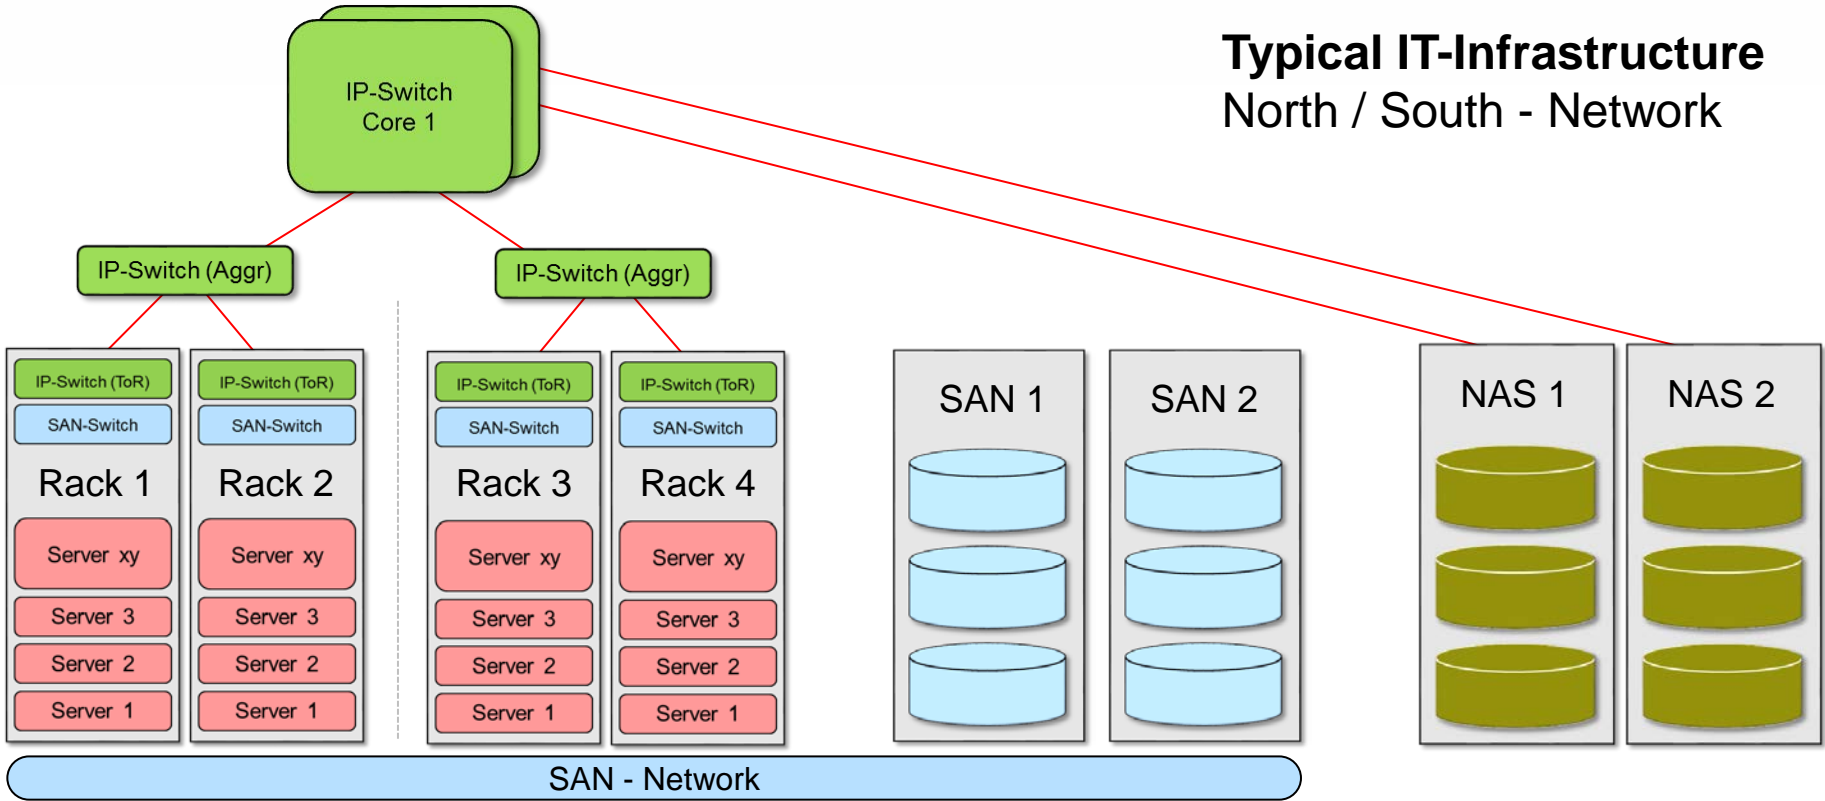 Typical IT-Infrastructure
North / South - Network
IP-Switch
Core 1
IP-Switch (Aggr)
IP-Switch (Aggr)
IP-Switch (ToR)
SAN-Switch
Rack 1
Server xy
Server 3
Server 2
Server 1
IP-Switch (ToR)
SAN-Switch
Rack 2
Server xy
Server 3
Server 2
Server 1
IP-Switch (ToR)
SAN-Switch
Rack 3
Server xy
Server 3
Server 2
Server 1
IP-Switch (ToR)
SAN-Switch
Rack 4
Server xy
Server 3
Server 2
Server 1
SAN 1
SAN 2
NAS 1
NAS 2
SAN - Network